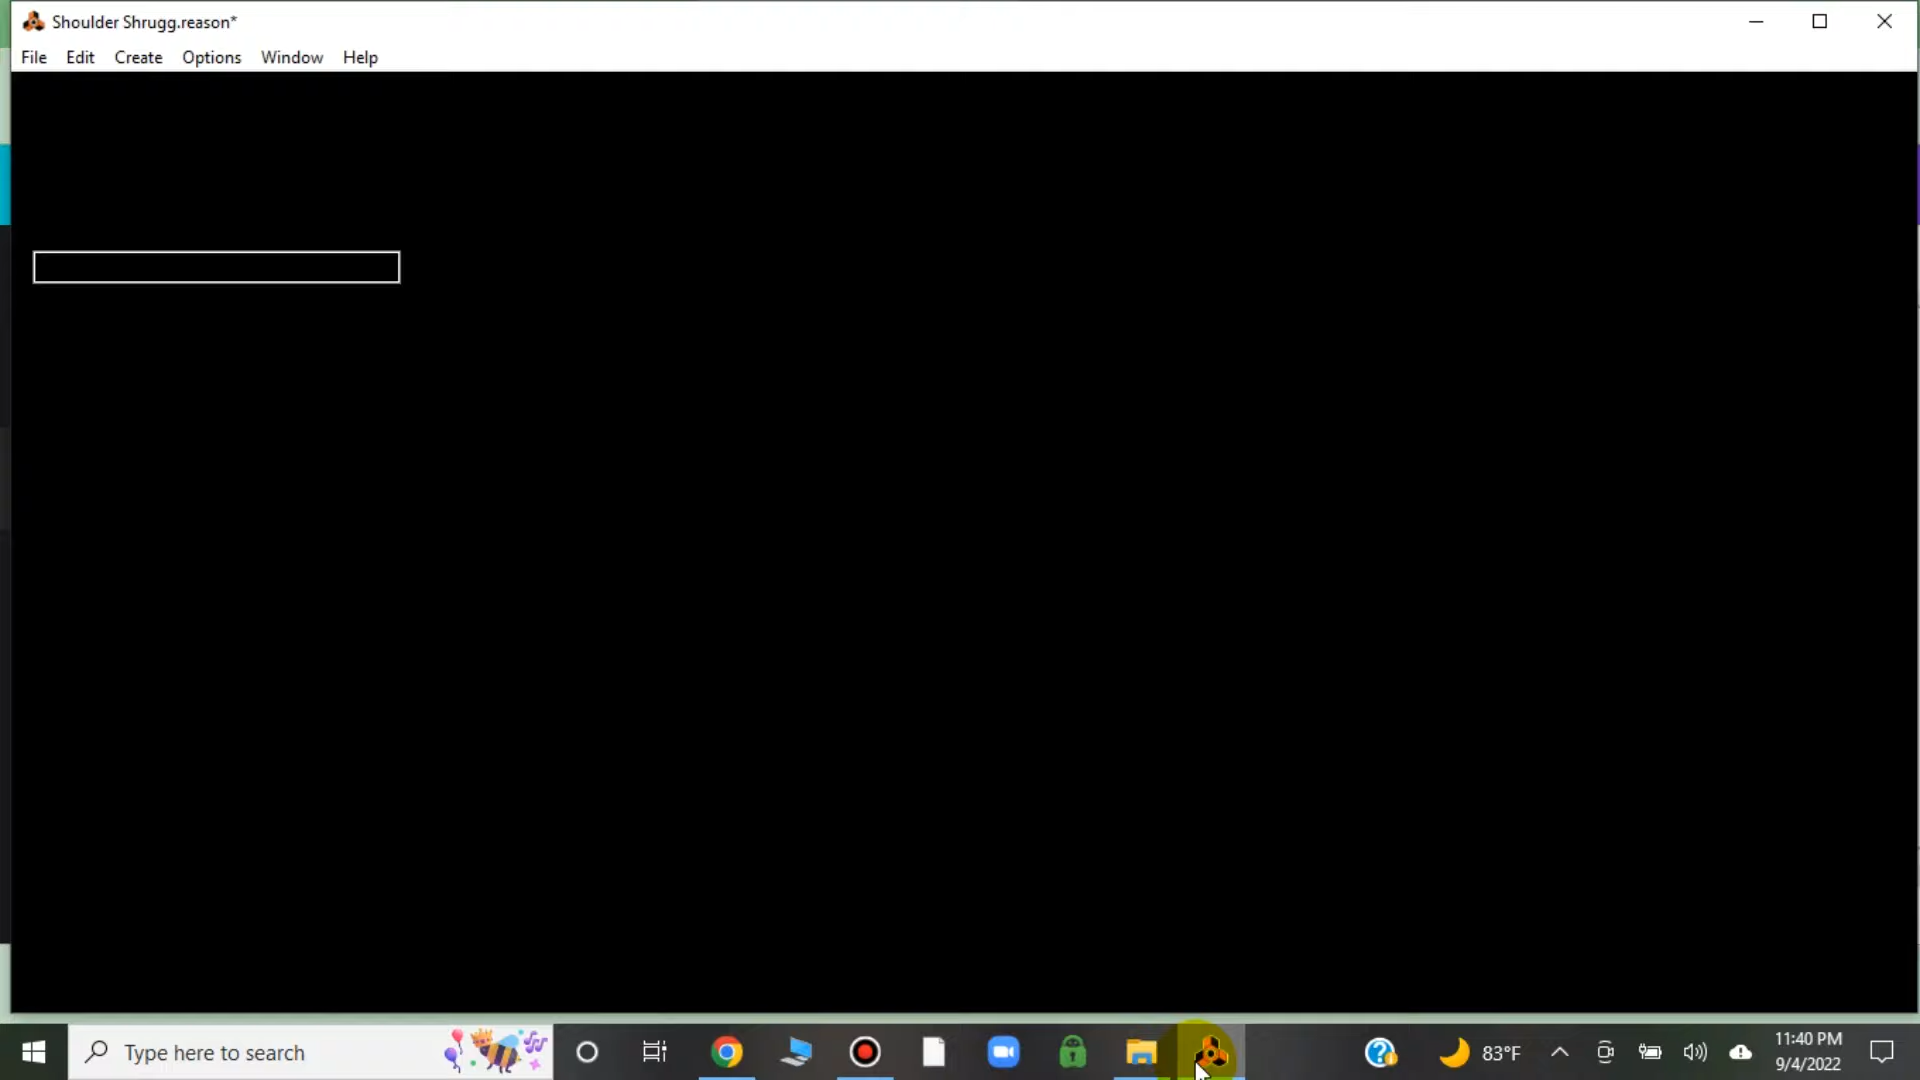 Shoulder Shrugg.reason*
File Edit Create Options Window Help
Type here to search
83°F
11:40 PM
9/4/2022